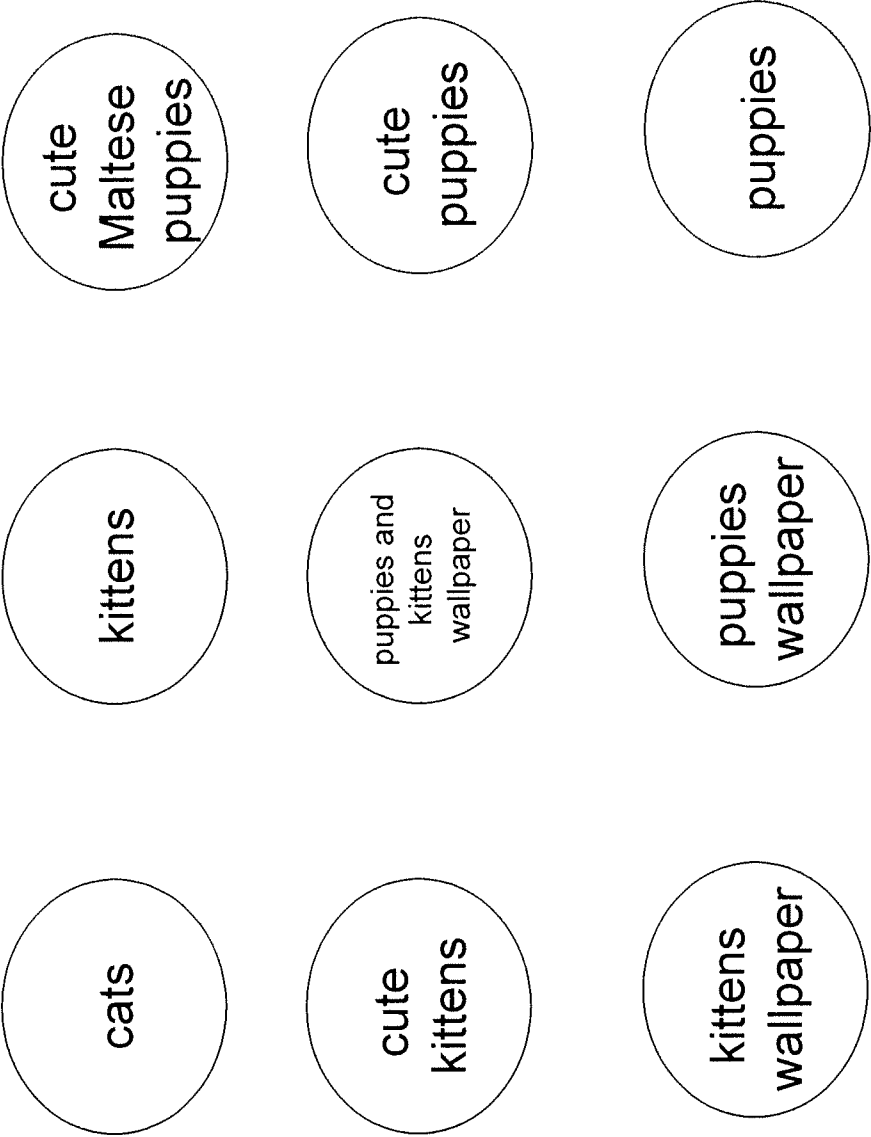 cats
kittens
cute
Maltese
puppies
cute
kittens
puppies and
kittens
wallpaper
cute
puppies
kittens
wallpaper
puppies
wallpaper
puppies